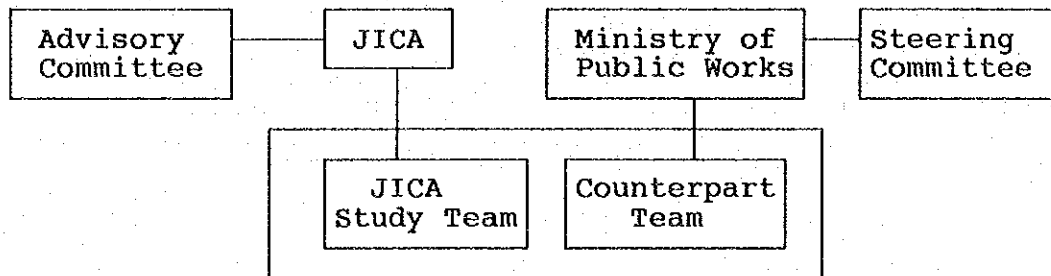 Advisory
Committee
JICA
Ministry of
Public Works
Steering
Committee
JICA
Study Team
Counterpart
Team